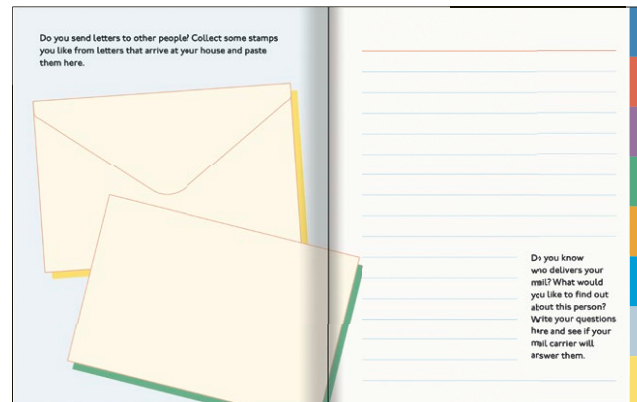 Do you send letters to other people? Collect some stamps
you like from letters that arrive at your house and paste
them here.
Do you know
who delivers your
mail? What would
you like to find out
about this person?
Write your questions
here and see if your
mail carrier will
answer them.